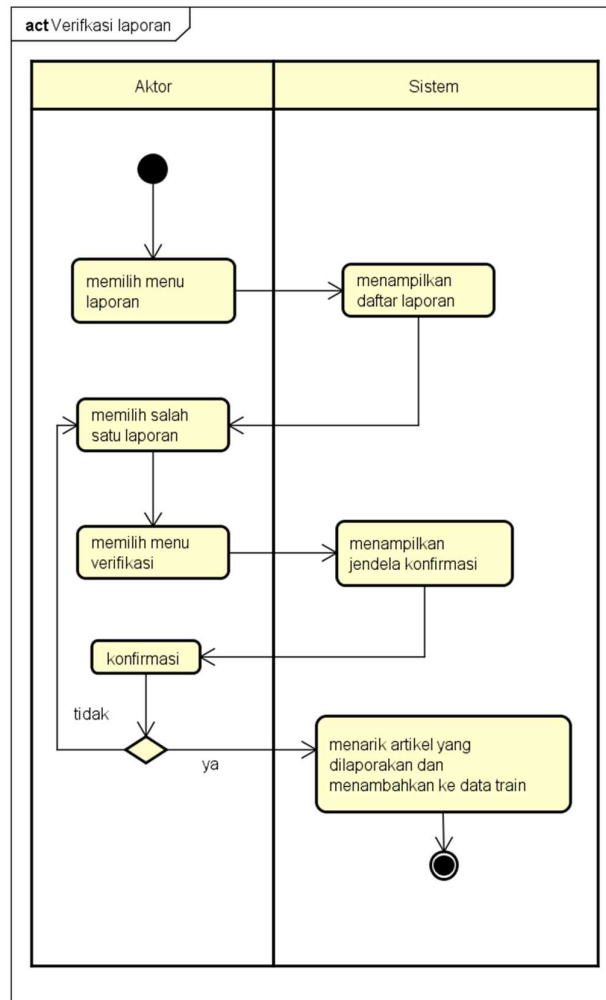 act Verifkasi laporan
Aktor
Sistem
memilih menu
laporan
menampilkan
daftar laporan
memilih salah
satu laporan
memilih menu
verifikasi
menampilkan
jendela konfirmasi
konfirmasi
tidak
ya
menarik artikel yang
dilaporakan dan
menambahkan ke data train